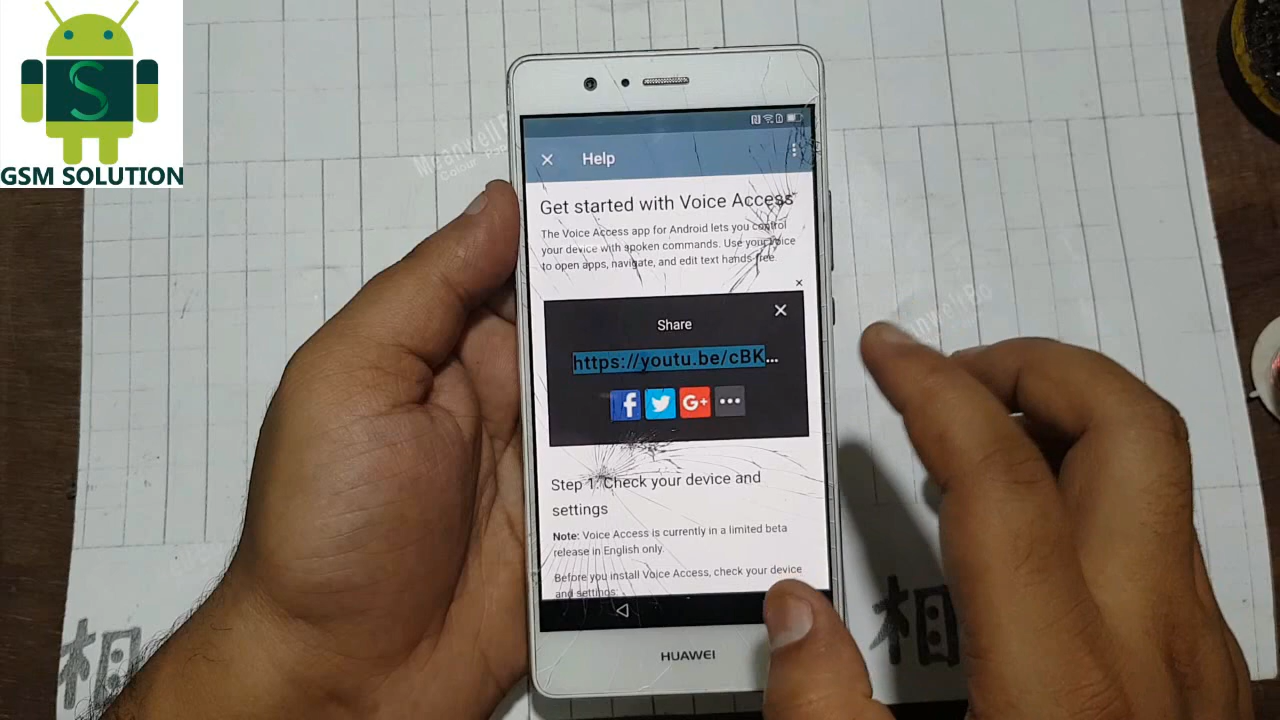 S
GSM SOLUTION
Help
Get started with Voice Access
The Voice Access app for Android lets you control
your device with spoken commands. Use your voice
to open apps, navigate, and edit text hands-free.
Share
https://youtu.be/cBK...
G+
Step 1: Check your device and
settings
Note: Voice Access is currently in a limited beta
release in English only.
Before you install Voice Access, check your device
and settings:
HUAWEI
相
相